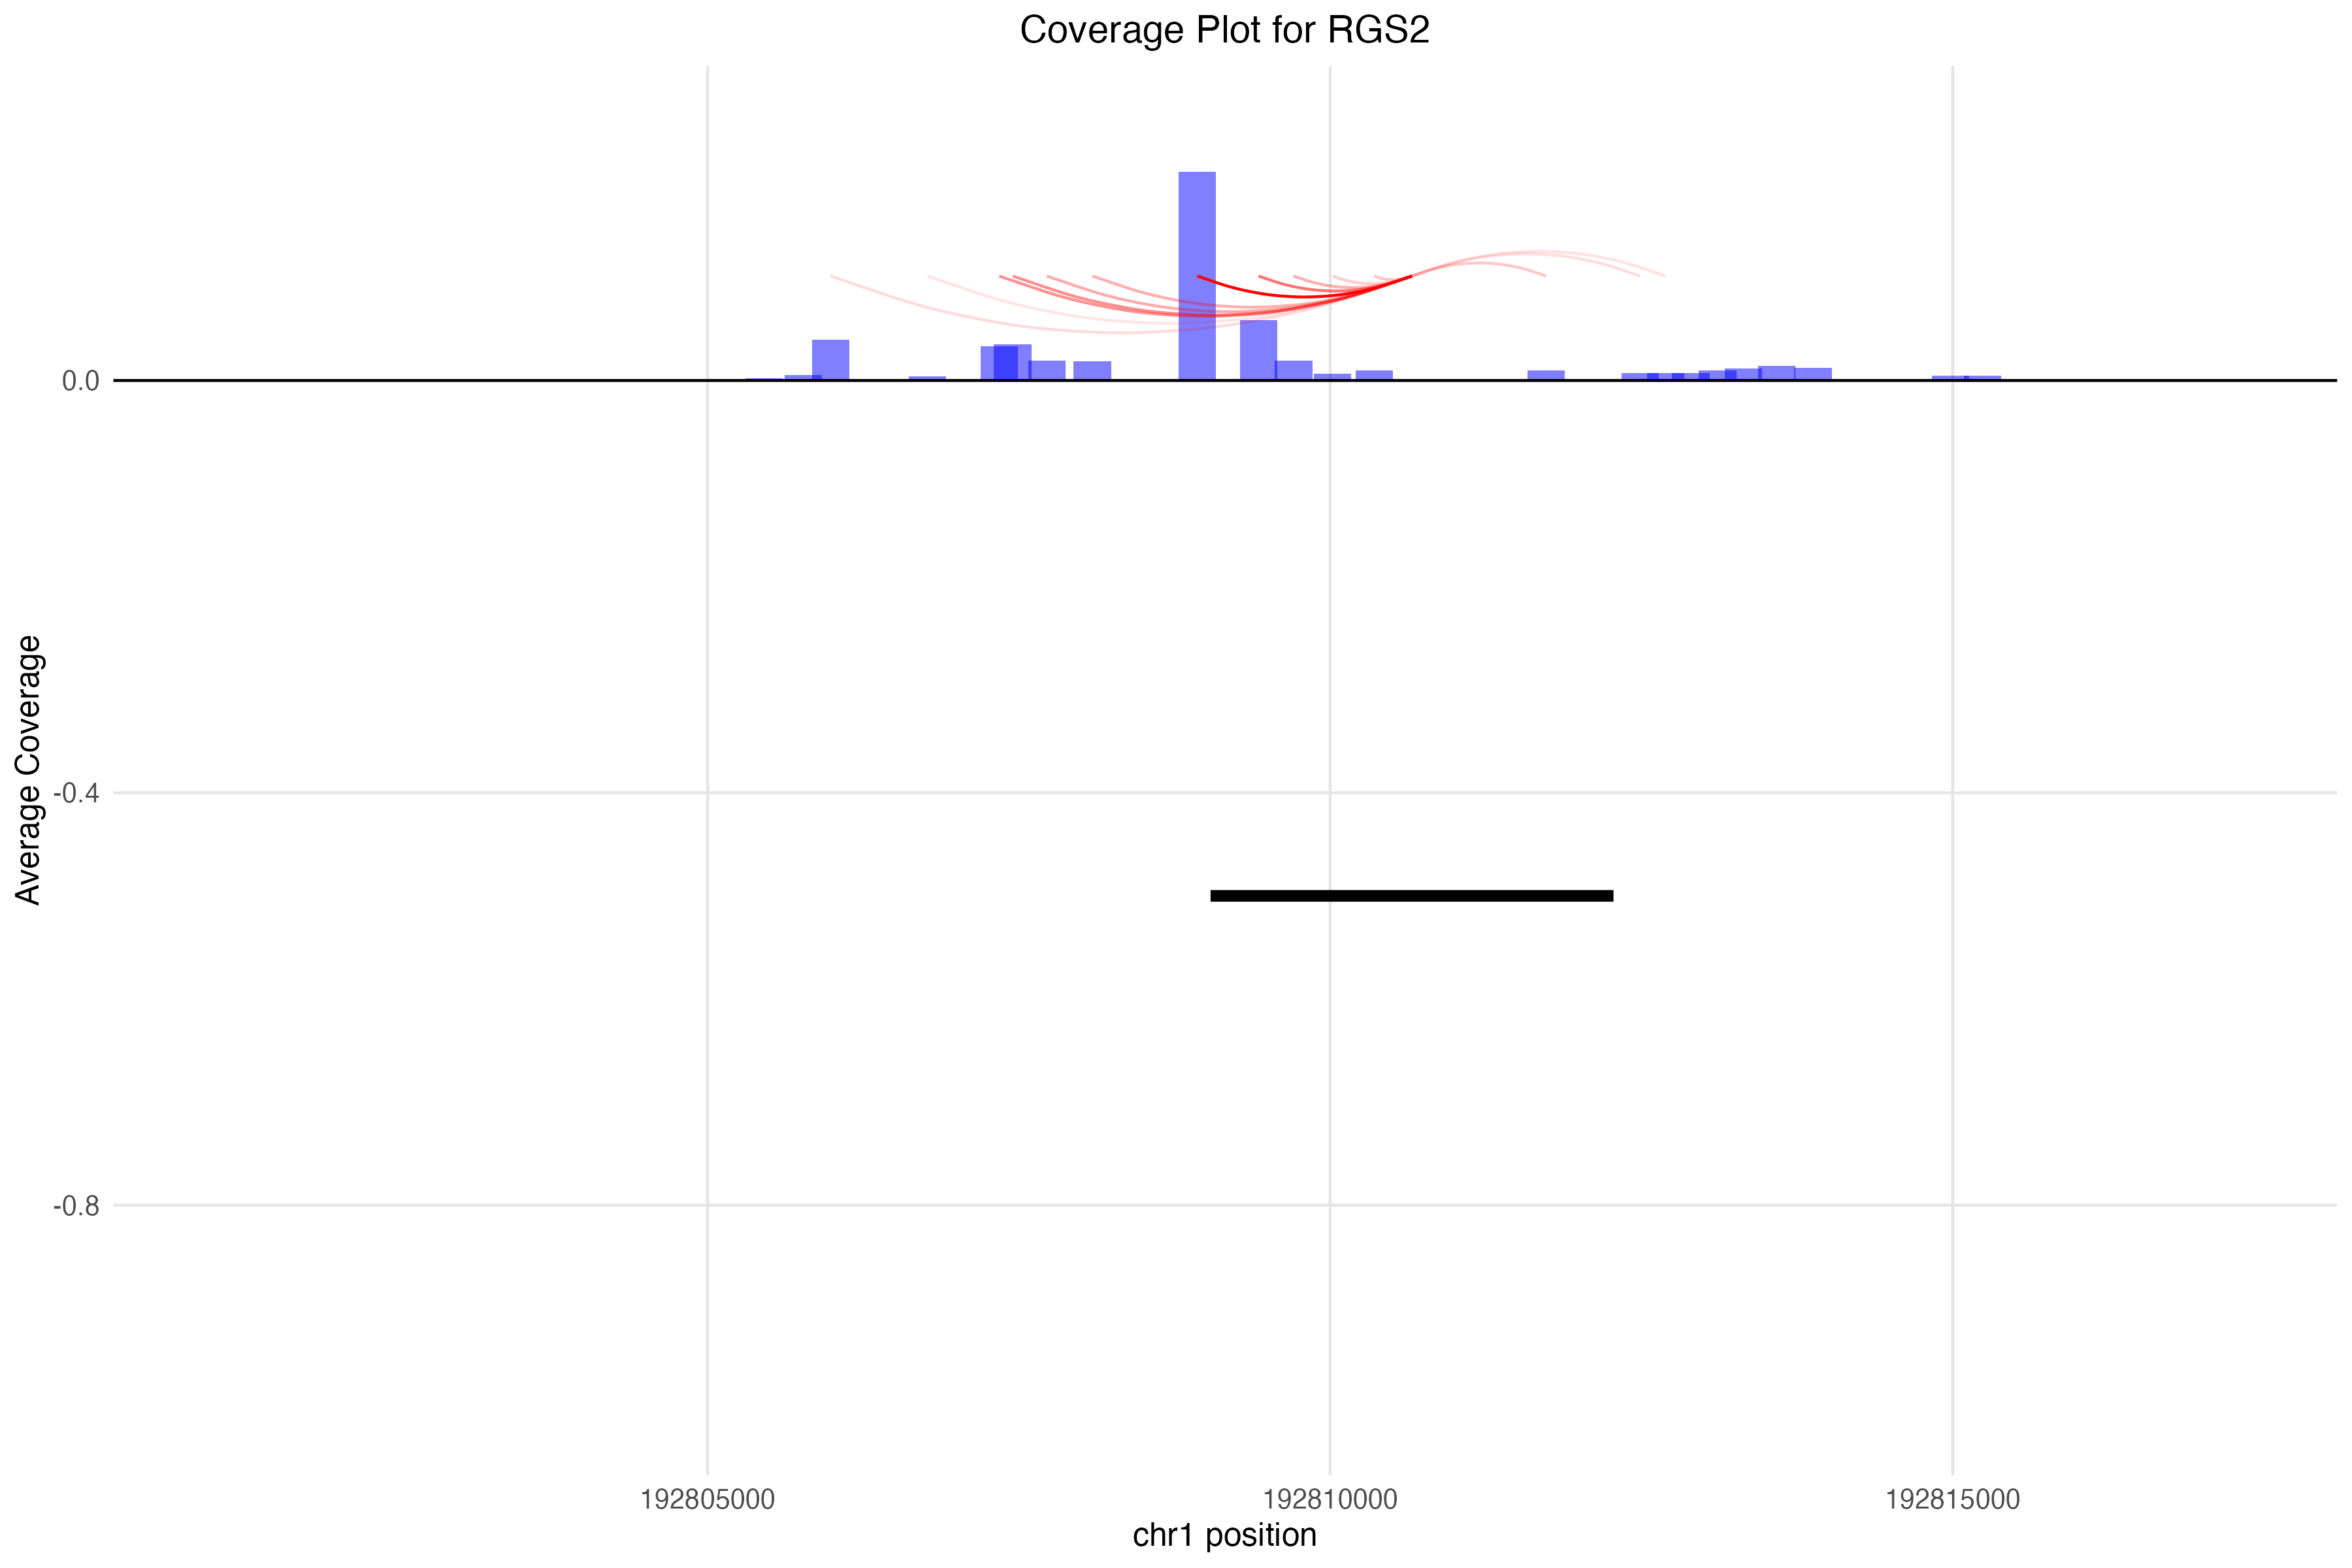 Coverage Plot for RGS2
Average Coverage
0.0
-0.4
-0.8
192805000
192810000
192815000
chr1 position